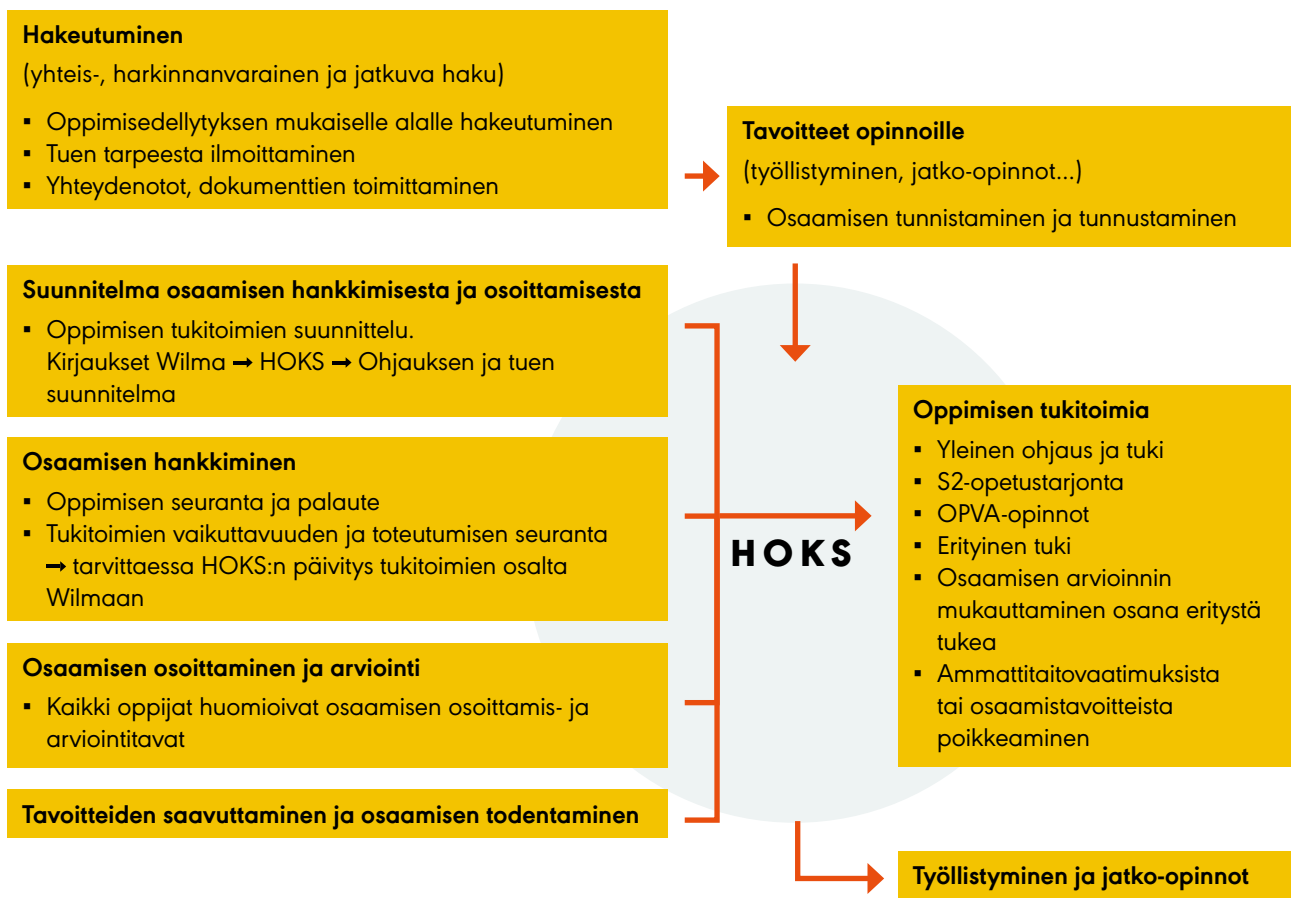 Hakeutuminen
(yhteis-, harkinnanvarainen ja jatkuva haku)
▪ Oppimisedellytyksen mukaiselle alalle hakeutuminen
▪ Tuen tarpeesta ilmoittaminen
▪ Yhteydenotot, dokumenttien toimittaminen
Tavoitteet opinnoille
(työllistyminen, jatko-opinnot...)
▪ Osaamisen tunnistaminen ja tunnustaminen
Suunnitelma osaamisen hankkimisesta ja osoittamisesta
▪ Oppimisen tukitoimien suunnittelu.
Kirjaukset Wilma → HOKS → Ohjauksen ja tuen
suunnitelma
Osaamisen hankkiminen
▪ Oppimisen seuranta ja palaute
▪ Tukitoimien vaikuttavuuden ja toteutumisen seuranta
→ tarvittaessa HOKS:n päivitys tukitoimien osalta
Wilmaan
Osaamisen osoittaminen ja arviointi
▪ Kaikki oppijat huomioivat osaamisen osoittamis- ja
arviointitavat
Tavoitteiden saavuttaminen ja osaamisen todentaminen
HOKS
Oppimisen tukitoimia
▪ Yleinen ohjaus ja tuki
▪ S2-opetustarjonta
▪ OPVA-opinnot
▪ Erityinen tuki
▪ Osaamisen arvioinnin
mukauttaminen osana eritystä
tukea
▪ Ammattitaitovaatimuksista
tai osaamistavoitteista
poikkeaminen
Työllistyminen ja jatko-opinnot